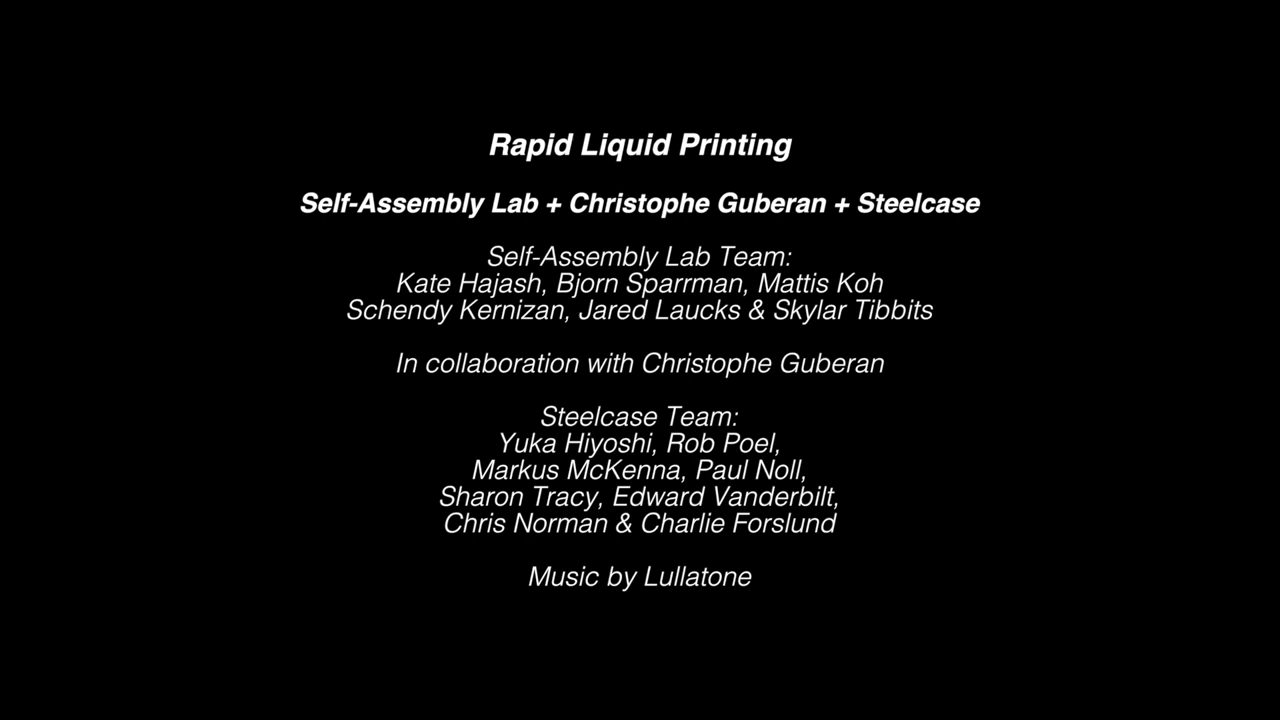 Rapid Liquid Printing
Self-Assembly Lab + Christophe Guberan + Steelcase
Self-Assembly Lab Team:
Kate Hajash, Bjorn Sparrman, Mattis Koh
Schendy Kernizan, Jared Laucks & Skylar Tibbits
In collaboration with Christophe Guberan
Steelcase Team:
Yuka Hiyoshi, Rob Poel,
Markus McKenna, Paul Noll,
Sharon Tracy, Edward Vanderbilt,
Chris Norman & Charlie Forslund
Music by Lullatone